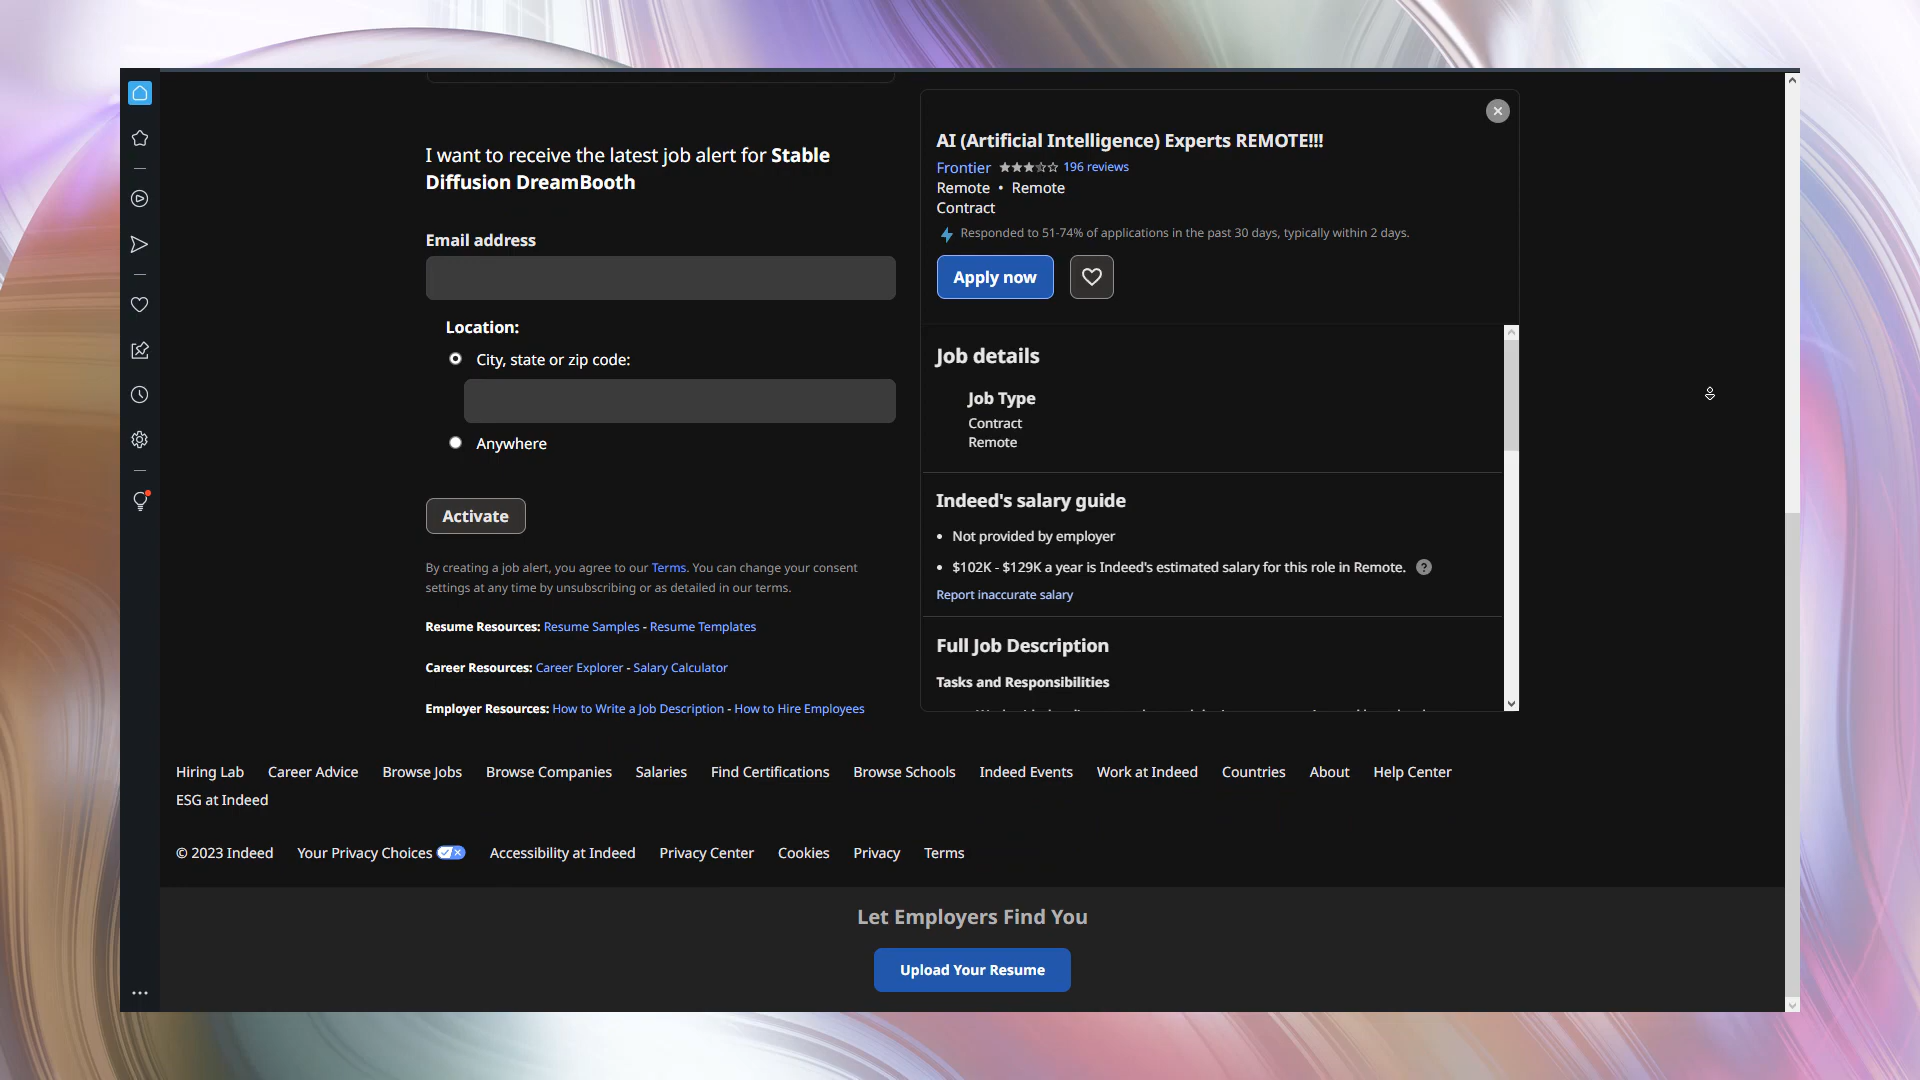 I want to receive the latest job alert for Stable
Diffusion DreamBooth
Email address
Location:
City, state or zip code:
Anywhere
Activate
By creating a job alert, you agree to our Terms. You can change your consent
settings at any time by unsubscribing or as detailed in our terms.
Resume Resources: Resume Samples - Resume Templates
Career Resources: Career Explorer - Salary Calculator
Employer Resources: How to Write a Job Description - How to Hire Employees
AI (Artificial Intelligence) Experts REMOTE!!!
Frontier 196 reviews
Remote • Remote
Contract
Responded to 51-74% of applications in the past 30 days, typically within 2 days.
Apply now
Job details
Job Type
Contract
Remote
Indeed's salary guide
• Not provided by employer
• $102K - $129K a year is Indeed's estimated salary for this role in Remote. ?
Report inaccurate salary
Full Job Description
Tasks and Responsibilities
Hiring Lab Career Advice Browse Jobs Browse Companies Salaries Find Certifications Browse Schools Indeed Events Work at Indeed Countries About Help Center
ESG at Indeed
© 2023 Indeed Your Privacy Choices Accessibility at Indeed Privacy Center Cookies Privacy Terms
Let Employers Find You
Upload Your Resume